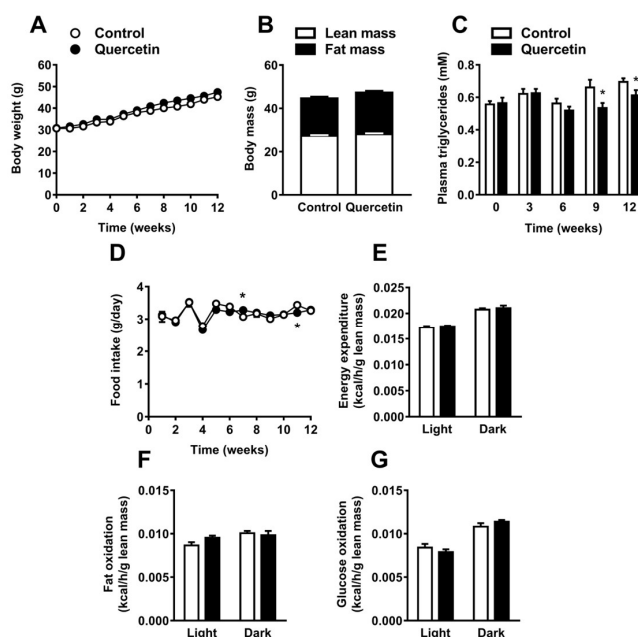 A
Control
Quercetin
Body weight (g)
60
50
40
30
20
10
0
0 2 4 6 8 10 12
Time (weeks)
B
Lean mass
Fat mass
Body mass (g)
60
40
20
0
Control Quercetin
C
Control
Quercetin
Plasma triglycerides (mM)
0.8
0.6
0.4
0.2
0.0
* *
0 3 6 9 12
Time (weeks)
D
Food intake (g/day)
4
3
2
1
0
*
*
0 2 4 6 8 10 12
Time (weeks)
E
Energy expenditure
(kcal/h/g lean mass)
0.025
0.020
0.015
0.010
0.005
0.000
Light Dark
F
Fat oxidation
(kcal/h/g lean mass)
0.015
0.010
0.005
0.000
Light Dark
G
Glucose oxidation
(kcal/h/g lean mass)
0.015
0.010
0.005
0.000
Light Dark